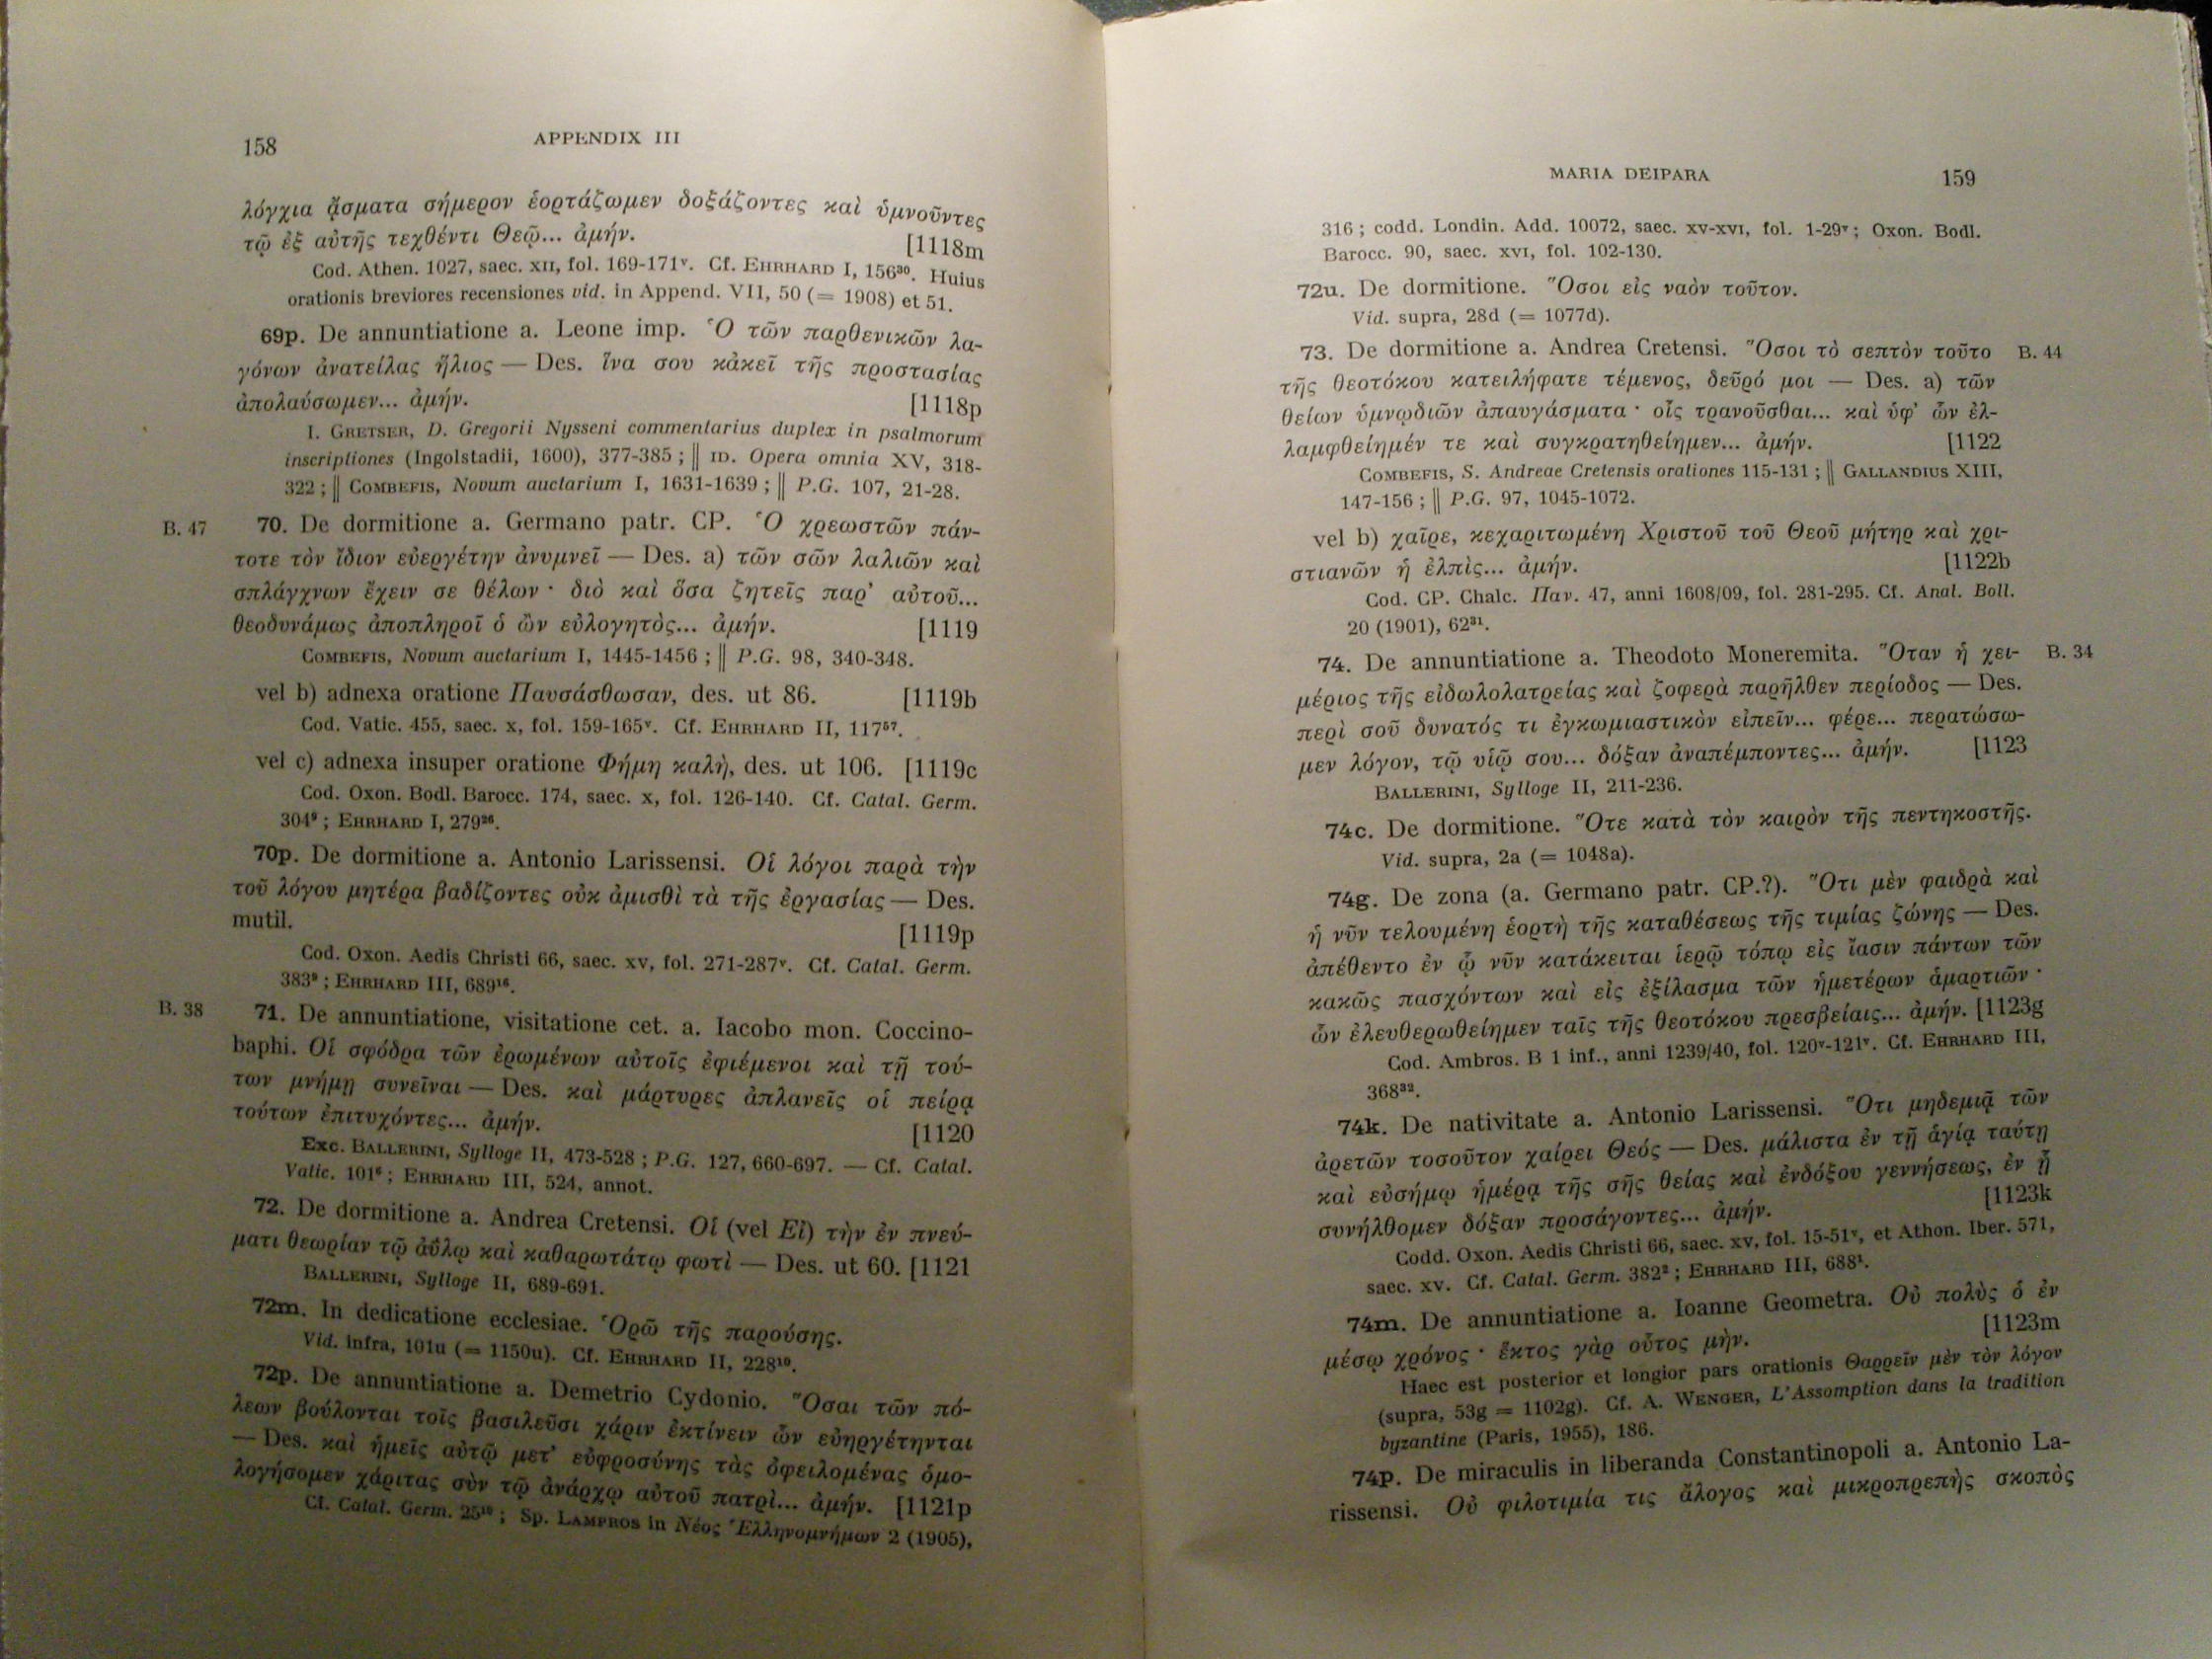 158
APPENDIX III
λόγχια ᾄσματα σήμερον ἑορτάζωμεν δοξάζοντες καὶ ὑμνοῦντες
τῷ ἐξ αὐτῆς τεχθέντι Θεῷ... ἀμήν. [1118m
Cod. Athen. 1027, saec. XII, fol. 169-171ᵛ. Cf. EHRHARD I, 156³⁰. Huius
orationis breviores recensiones vid. in Append. VII, 50 (= 1908) et 51.
69p. De annuntiatione a. Leone imp. Ὁ τῶν παρθενικῶν λα-
γόνων ἀνατείλας ἥλιος — Des. ἵνα σου κἀκεῖ τῆς προστασίας
ἀπολαύσωμεν... ἀμήν. [1118p
I. GRETSER, D. Gregorii Nysseni commentarius duplex in psalmorum
inscriptiones (Ingolstadii, 1600), 377-385 ; || ID. Opera omnia XV, 318-
322 ; || COMBEFIS, Novum auctarium I, 1631-1639 ; || P.G. 107, 21-28.
B. 47 70. De dormitione a. Germano patr. CP. Ὁ χρεωστῶν πάν-
τοτε τὸν ἴδιον εὐεργέτην ἀνυμνεῖ — Des. a) τῶν σῶν λαλιῶν καὶ
σπλάγχνων ἔχειν σε θέλων · διὸ καὶ ὅσα ζητεῖς παρ' αὐτοῦ...
θεοδυνάμως ἀποπληροῖ ὁ ὢν εὐλογητὸς... ἀμήν. [1119
COMBEFIS, Novum auctarium I, 1445-1456 ; || P.G. 98, 340-348.
vel b) adnexa oratione Παυσάσθωσαν, des. ut 86. [1119b
Cod. Vatic. 455, saec. X, fol. 159-165ᵛ. Cf. EHRHARD II, 117⁵⁷.
vel c) adnexa insuper oratione Φήμη καλὴ, des. ut 106. [1119c
Cod. Oxon. Bodl. Barocc. 174, saec. X, fol. 126-140. Cf. Catal. Germ.
304⁹ ; EHRHARD I, 279²⁶.
70p. De dormitione a. Antonio Larissensi. Οἱ λόγοι παρὰ τὴν
τοῦ λόγου μητέρα βαδίζοντες οὐκ ἀμισθὶ τὰ τῆς ἐργασίας — Des.
mutil. [1119p
Cod. Oxon. Aedis Christi 66, saec. XV, fol. 271-287ᵛ. Cf. Catal. Germ.
383⁹ ; EHRHARD III, 689¹⁶.
B. 38 71. De annuntiatione, visitatione cet. a. Iacobo mon. Coccino-
baphi. Οἱ σφόδρα τῶν ἐρωμένων αὐτοῖς ἐφιέμενοι καὶ τῇ τού-
των μνήμῃ συνεῖναι — Des. καὶ μάρτυρες ἀπλανεῖς οἱ πείρᾳ
τούτων ἐπιτυχόντες... ἀμήν. [1120
Exc. BALLERINI, Sylloge II, 473-528 ; P.G. 127, 660-697. — Cf. Catal.
Vatic. 101⁶ ; EHRHARD III, 524, annot.
72. De dormitione a. Andrea Cretensi. Οἱ (vel Εἰ) τὴν ἐν πνεύ-
ματι θεωρίαν τῷ ἀΰλῳ καὶ καθαρωτάτῳ φωτὶ — Des. ut 60. [1121
BALLERINI, Sylloge II, 689-691.
72m. In dedicatione ecclesiae. Ὁρῶ τῆς παρούσης.
Vid. infra, 101u (= 1150u). Cf. EHRHARD II, 228¹⁰.
72p. De annuntiatione a. Demetrio Cydonio. Ὅσαι τῶν πό-
λεων βούλονται τοῖς βασιλεῦσι χάριν ἐκτίνειν ὧν εὐηργέτηνται
— Des. καὶ ἡμεῖς αὐτῷ μετ' εὐφροσύνης τὰς ὀφειλομένας ὁμο-
λογήσομεν χάριτας σὺν τῷ ἀνάρχῳ αὐτοῦ πατρὶ... ἀμήν. [1121p
Cf. Catal. Germ. 25¹⁰ ; Sp. LAMPROS in Νέος Ἑλληνομνήμων 2 (1905),
MARIA DEIPARA
159
316 ; codd. Londin. Add. 10072, saec. XV-XVI, fol. 1-29ᵛ ; Oxon. Bodl.
Barocc. 90, saec. XVI, fol. 102-130.
72u. De dormitione. Ὅσοι εἰς ναὸν τοῦτον.
Vid. supra, 28d (= 1077d).
73. De dormitione a. Andrea Cretensi. Ὅσοι τὸ σεπτὸν τοῦτο B. 44
τῆς θεοτόκου κατειλήφατε τέμενος, δεῦρό μοι — Des. a) τῶν
θείων ὑμνῳδιῶν ἀπαυγάσματα · οἷς τρανοῦσθαι... καὶ ὑφ' ὧν ἐλ-
λαμφθείημέν τε καὶ συγκρατηθείημεν... ἀμήν. [1122
COMBEFIS, S. Andreae Cretensis orationes 115-131 ; || GALLANDIUS XIII,
147-156 ; || P.G. 97, 1045-1072.
vel b) χαῖρε, κεχαριτωμένη Χριστοῦ τοῦ Θεοῦ μήτηρ καὶ χρι-
στιανῶν ἡ ἐλπὶς... ἀμήν. [1122b
Cod. CP. Chalc. Παν. 47, anni 1608/09, fol. 281-295. Cf. Anal. Boll.
20 (1901), 62³¹.
74. De annuntiatione a. Theodoto Moneremita. Ὅταν ἡ χει- B. 34
μέριος τῆς εἰδωλολατρείας καὶ ζοφερὰ παρῆλθεν περίοδος — Des.
περὶ σοῦ δυνατός τι ἐγκωμιαστικὸν εἰπεῖν... φέρε... περατώσω-
μεν λόγον, τῷ υἱῷ σου... δόξαν ἀναπέμποντες... ἀμήν. [1123
BALLERINI, Sylloge II, 211-236.
74c. De dormitione. Ὅτε κατὰ τὸν καιρὸν τῆς πεντηκοστῆς.
Vid. supra, 2a (= 1048a).
74g. De zona (a. Germano patr. CP.?). Ὅτι μὲν φαιδρὰ καὶ
ἡ νῦν τελουμένη ἑορτὴ τῆς καταθέσεως τῆς τιμίας ζώνης — Des.
ἀπέθεντο ἐν ᾧ νῦν κατάκειται ἱερῷ τόπῳ εἰς ἴασιν πάντων τῶν
κακῶς πασχόντων καὶ εἰς ἐξίλασμα τῶν ἡμετέρων ἁμαρτιῶν ·
ὧν ἐλευθερωθείημεν ταῖς τῆς θεοτόκου πρεσβείαις... ἀμήν. [1123g
Cod. Ambros. B 1 inf., anni 1239/40, fol. 120ᵛ-121ᵛ. Cf. EHRHARD III,
368³².
74k. De nativitate a. Antonio Larissensi. Ὅτι μηδεμιᾷ τῶν
ἀρετῶν τοσοῦτον χαίρει Θεός — Des. μάλιστα ἐν τῇ ἁγίᾳ ταύτῃ
καὶ εὐσήμῳ ἡμέρᾳ τῆς σῆς θείας καὶ ἐνδόξου γεννήσεως, ἐν ᾗ
συνήλθομεν δόξαν προσάγοντες... ἀμήν. [1123k
Codd. Oxon. Aedis Christi 66, saec. XV, fol. 15-51ᵛ, et Athon. Iber. 571,
saec. XV. Cf. Catal. Germ. 382² ; EHRHARD III, 688¹.
74m. De annuntiatione a. Ioanne Geometra. Οὐ πολὺς ὁ ἐν
μέσῳ χρόνος · ἕκτος γὰρ οὗτος μὴν. [1123m
Haec est posterior et longior pars orationis Θαρρεῖν μὲν τὸν λόγον
(supra, 53g = 1102g). Cf. A. WENGER, L'Assomption dans la tradition
byzantine (Paris, 1955), 186.
74p. De miraculis in liberanda Constantinopoli a. Antonio La-
rissensi. Οὐ φιλοτιμία τις ἄλογος καὶ μικροπρεπὴς σκοπὸς